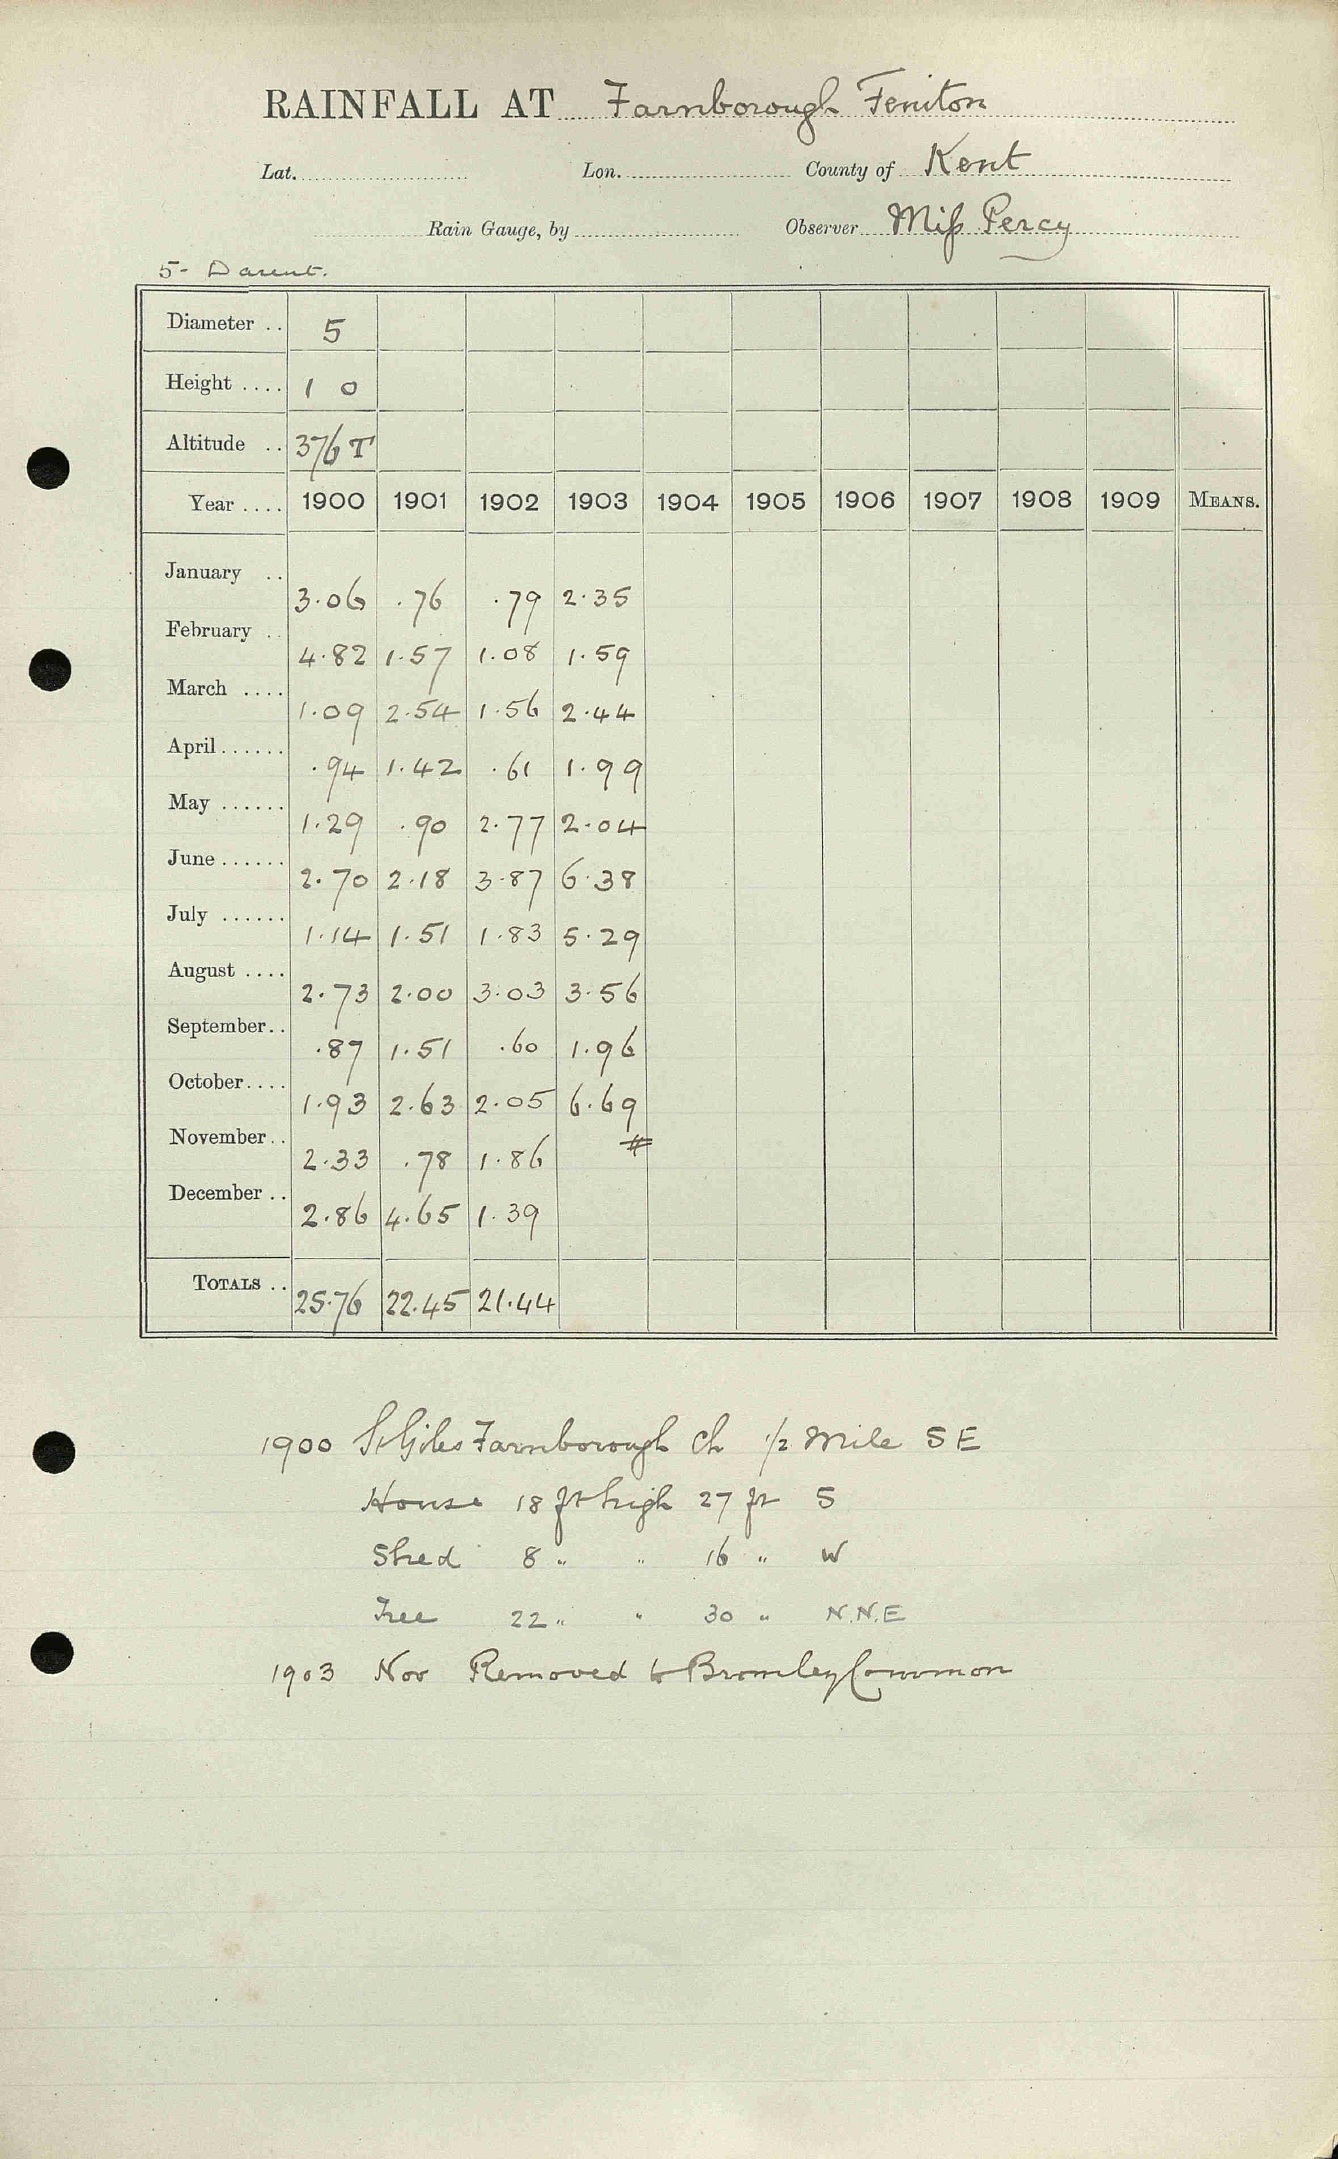 RAINFALL AT Farnborough Feniton
Lat. Lon. County of Kent
Rain Gauge, by Observer Miss Percy
5- Darent.
Diameter .. 5
Height .... 1 0
Altitude .. 376 T
Year .... 1900 1901 1902 1903 1904 1905 1906 1907 1908 1909 MEANS.
January .. 3.06 .76 .79 2.35
February .. 4.82 1.57 1.08 1.59
March .... 1.09 2.54 1.56 2.44
April ...... .94 1.42 .61 1.99
May ...... 1.29 .90 2.77 2.04
June ...... 2.70 2.18 3.87 6.38
July ...... 1.14 1.51 1.83 5.29
August .... 2.73 2.00 3.03 3.56
September.. .87 1.51 .60 1.96
October.... 1.93 2.63 2.05 6.69
November.. 2.33 .78 1.86 #
December .. 2.86 4.65 1.39
TOTALS .. 25.76 22.45 21.44
1900 St Giles Farnborough Ch 1/2 Mile SE
House 18 ft high 27 ft S
Shed 8 " " 16 " W
Tree 22 " " 30 " N.N.E
1903 Nov Removed to Bromley Common